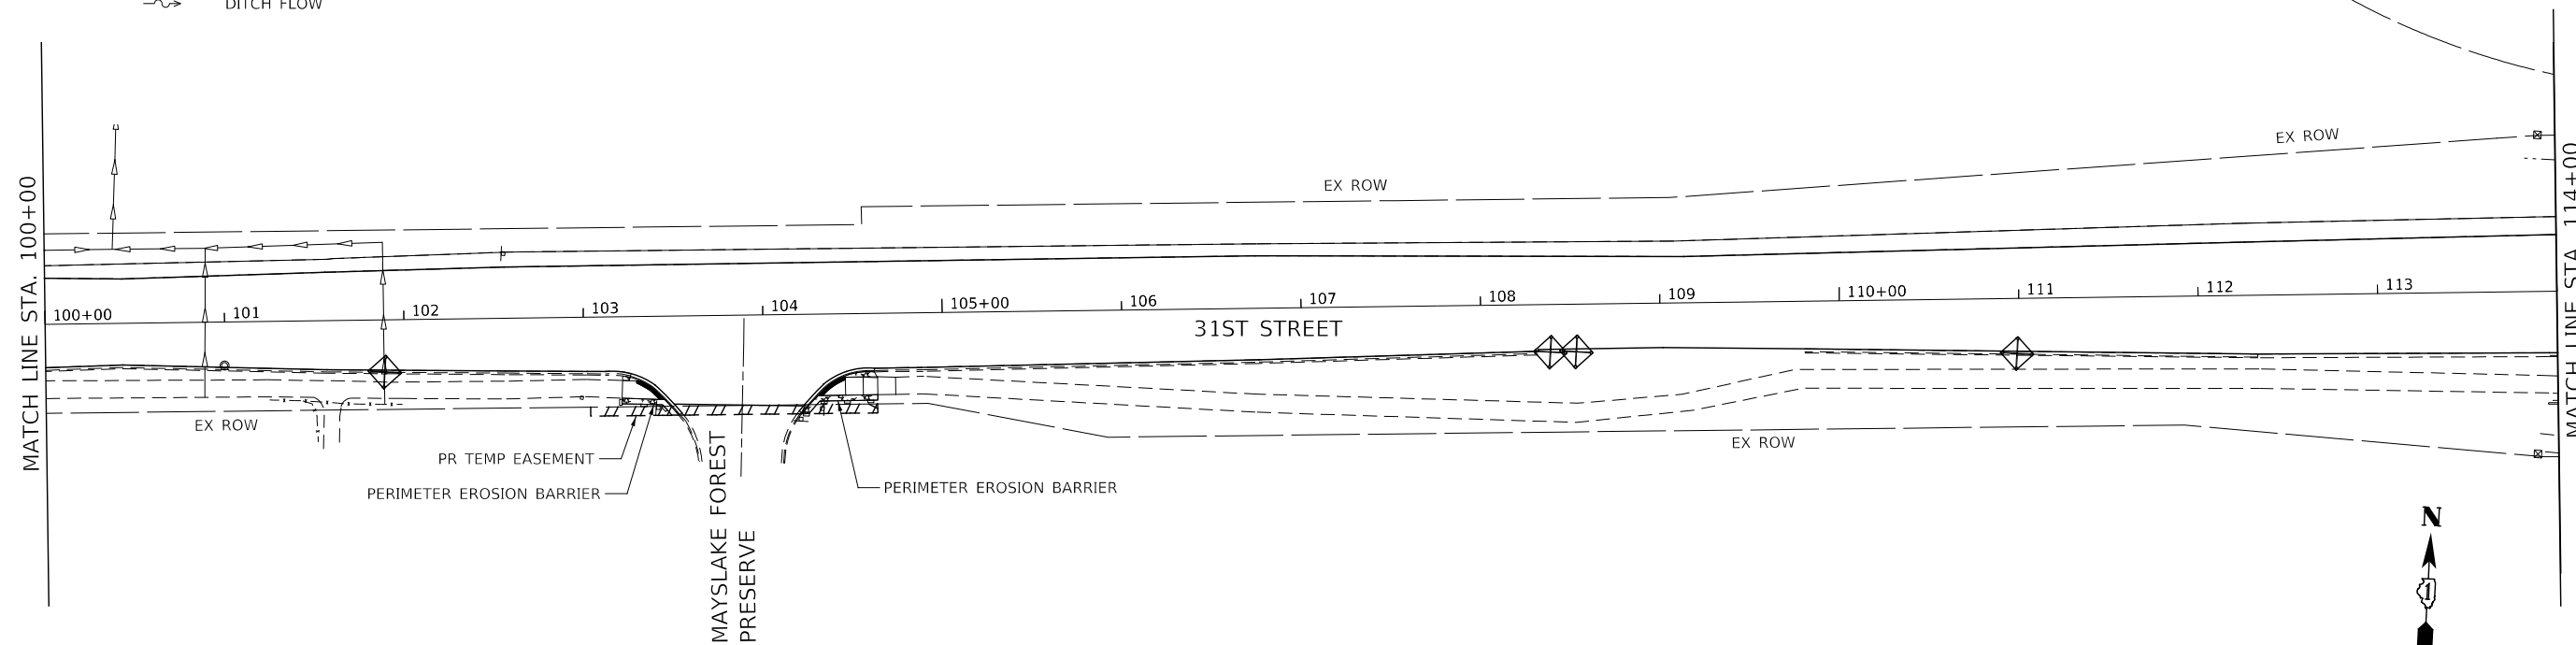 DITCH FLOW
EX ROW
EX ROW
MATCH LINE STA. 100+00
MATCH LINE STA. 114+00
100+00 101 102 103 104 105+00 106 107 108 109 110+00 111 112 113
31ST STREET
EX ROW
EX ROW
PR TEMP EASEMENT
PERIMETER EROSION BARRIER
PERIMETER EROSION BARRIER
MAYSLAKE FOREST
PRESERVE
N
1